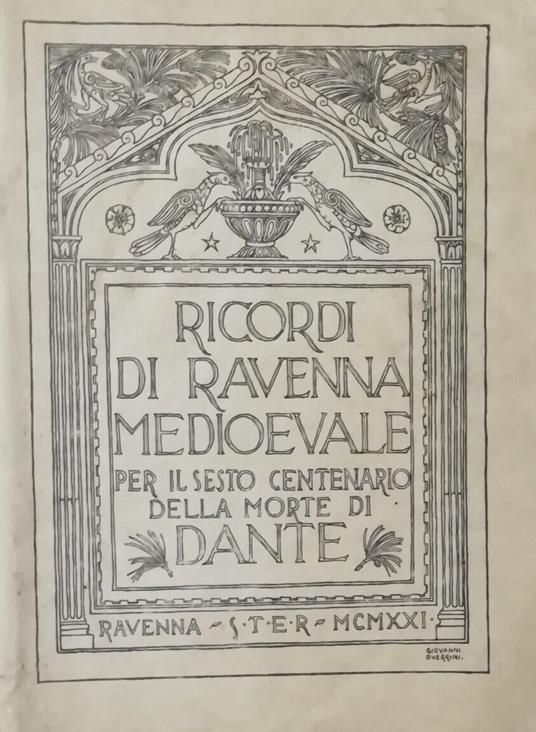 RICORDI
DI RAVENNA
MEDIOEVALE
PER IL SESTO CENTENARIO
DELLA MORTE DI
DANTE
RAVENNA - S·T·E·R - MCMXXI·
GIOVANNI
GUERRINI.